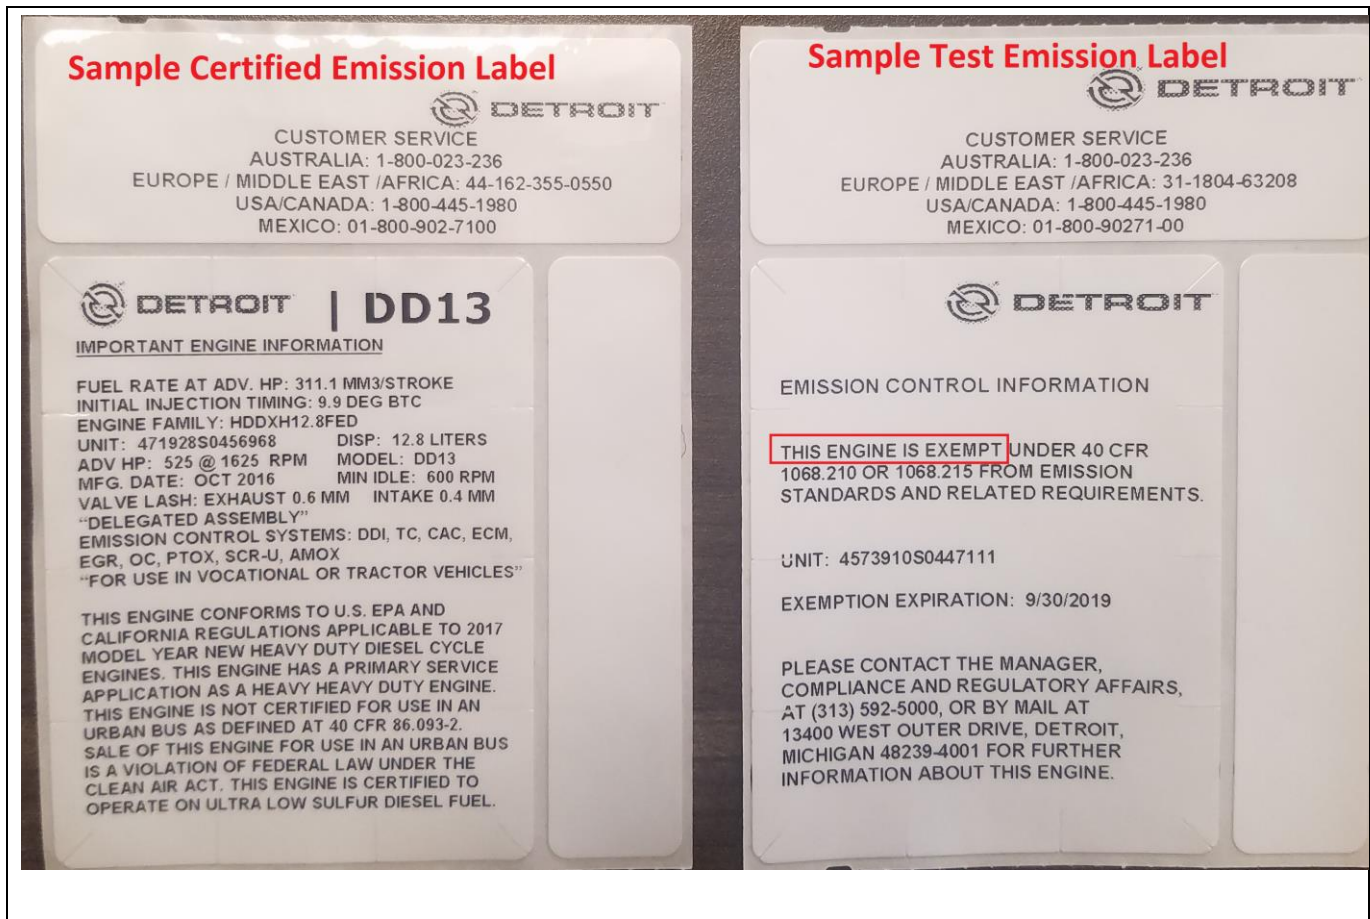 Sample Certified Emission Label
DETROIT
CUSTOMER SERVICE
AUSTRALIA: 1-800-023-236
EUROPE / MIDDLE EAST /AFRICA: 44-162-355-0550
USA/CANADA: 1-800-445-1980
MEXICO: 01-800-902-7100
DETROIT | DD13
IMPORTANT ENGINE INFORMATION
FUEL RATE AT ADV. HP: 311.1 MM3/STROKE
INITIAL INJECTION TIMING: 9.9 DEG BTC
ENGINE FAMILY: HDDXH12.8FED
UNIT: 471928S0456968 DISP: 12.8 LITERS
ADV HP: 525 @ 1625 RPM MODEL: DD13
MFG. DATE: OCT 2016 MIN IDLE: 600 RPM
VALVE LASH: EXHAUST 0.6 MM INTAKE 0.4 MM
"DELEGATED ASSEMBLY"
EMISSION CONTROL SYSTEMS: DDI, TC, CAC, ECM,
EGR, OC, PTOX, SCR-U, AMOX
"FOR USE IN VOCATIONAL OR TRACTOR VEHICLES"
THIS ENGINE CONFORMS TO U.S. EPA AND
CALIFORNIA REGULATIONS APPLICABLE TO 2017
MODEL YEAR NEW HEAVY DUTY DIESEL CYCLE
ENGINES. THIS ENGINE HAS A PRIMARY SERVICE
APPLICATION AS A HEAVY HEAVY DUTY ENGINE.
THIS ENGINE IS NOT CERTIFIED FOR USE IN AN
URBAN BUS AS DEFINED AT 40 CFR 86.093-2.
SALE OF THIS ENGINE FOR USE IN AN URBAN BUS
IS A VIOLATION OF FEDERAL LAW UNDER THE
CLEAN AIR ACT. THIS ENGINE IS CERTIFIED TO
OPERATE ON ULTRA LOW SULFUR DIESEL FUEL.
Sample Test Emission Label
DETROIT
CUSTOMER SERVICE
AUSTRALIA: 1-800-023-236
EUROPE / MIDDLE EAST /AFRICA: 31-1804-63208
USA/CANADA: 1-800-445-1980
MEXICO: 01-800-90271-00
DETROIT
EMISSION CONTROL INFORMATION
THIS ENGINE IS EXEMPT UNDER 40 CFR
1068.210 OR 1068.215 FROM EMISSION
STANDARDS AND RELATED REQUIREMENTS.
UNIT: 4573910S0447111
EXEMPTION EXPIRATION: 9/30/2019
PLEASE CONTACT THE MANAGER,
COMPLIANCE AND REGULATORY AFFAIRS,
AT (313) 592-5000, OR BY MAIL AT
13400 WEST OUTER DRIVE, DETROIT,
MICHIGAN 48239-4001 FOR FURTHER
INFORMATION ABOUT THIS ENGINE.